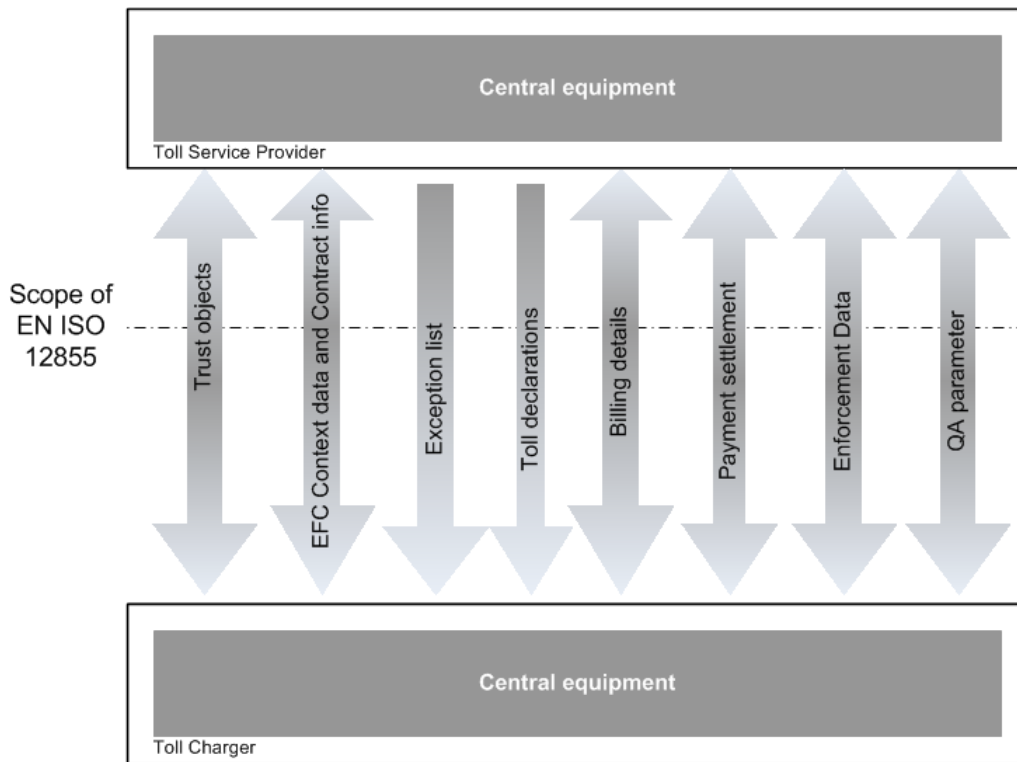 Central equipment
Toll Service Provider
Scope of
EN ISO
12855
Trust objects
EFC Context data and Contract info
Exception list
Toll declarations
Billing details
Payment settlement
Enforcement Data
QA parameter
Central equipment
Toll Charger